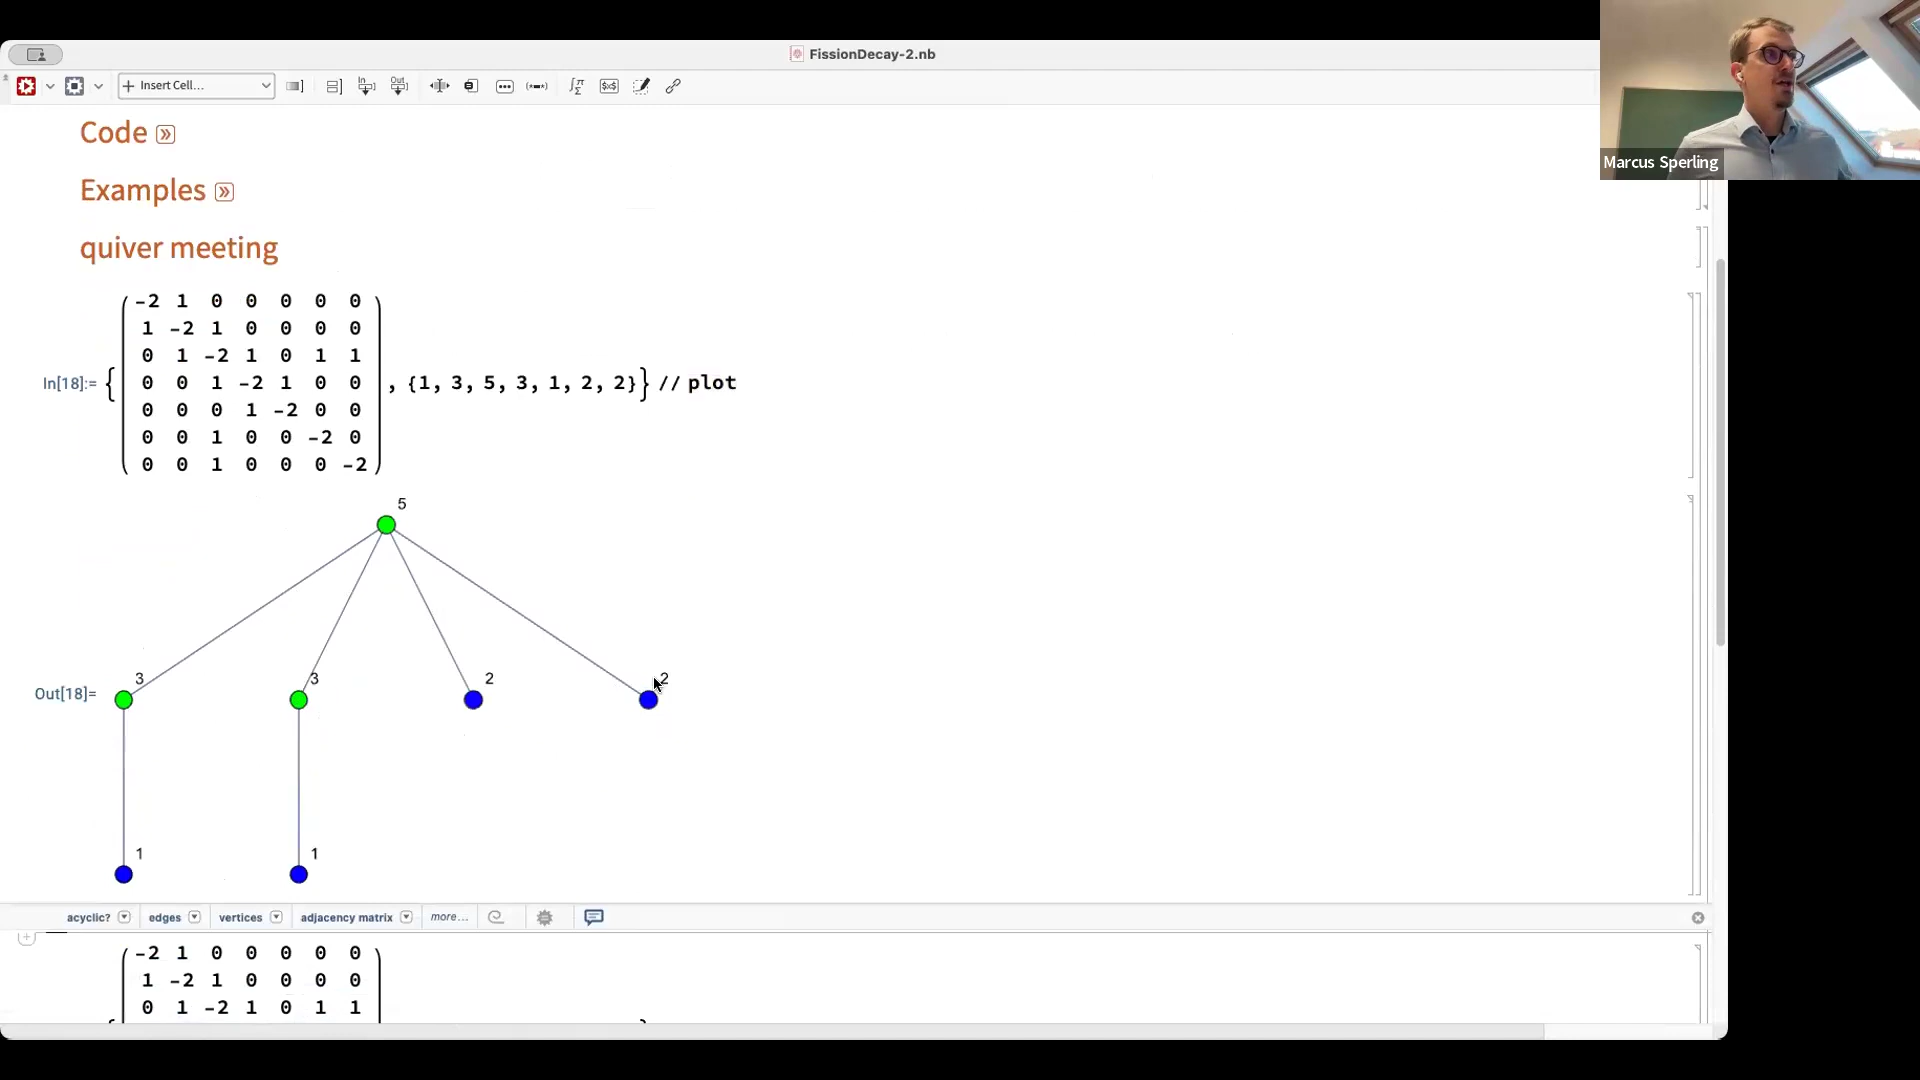 FissionDecay-2.nb
Insert Cell...
In[] Out[]
Code
Examples
quiver meeting
-2 1 0 0 0 0 0
1 -2 1 0 0 0 0
0 1 -2 1 0 1 1
In[18]:= { 0 0 1 -2 1 0 0 , {1, 3, 5, 3, 1, 2, 2}} // plot
0 0 0 1 -2 0 0
0 0 1 0 0 -2 0
0 0 1 0 0 0 -2
5
3 3 2 2
Out[18]=
1 1
acyclic? edges vertices adjacency matrix more...
-2 1 0 0 0 0 0
1 -2 1 0 0 0 0
0 1 -2 1 0 1 1
Marcus Sperling